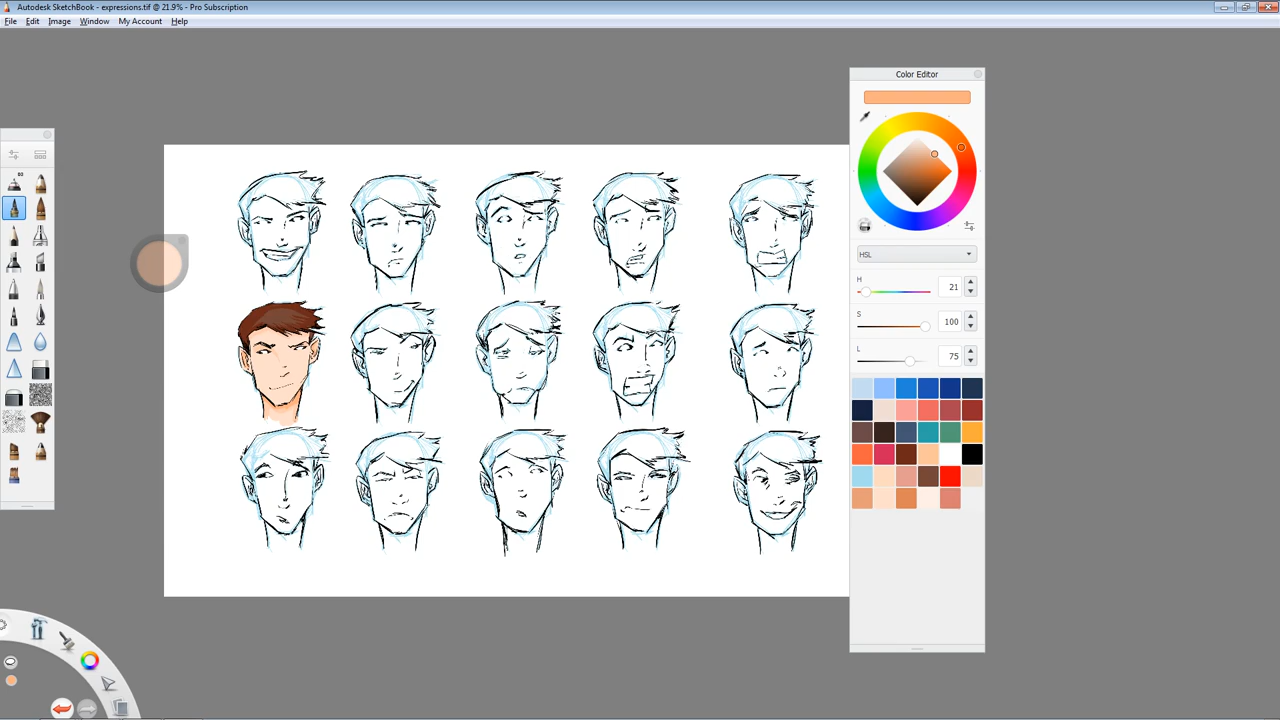 Autodesk SketchBook - expressions.tif @ 21.9% - Pro Subscription
File Edit Image Window My Account Help
Color Editor
HSL
H 21
S 100
L 75